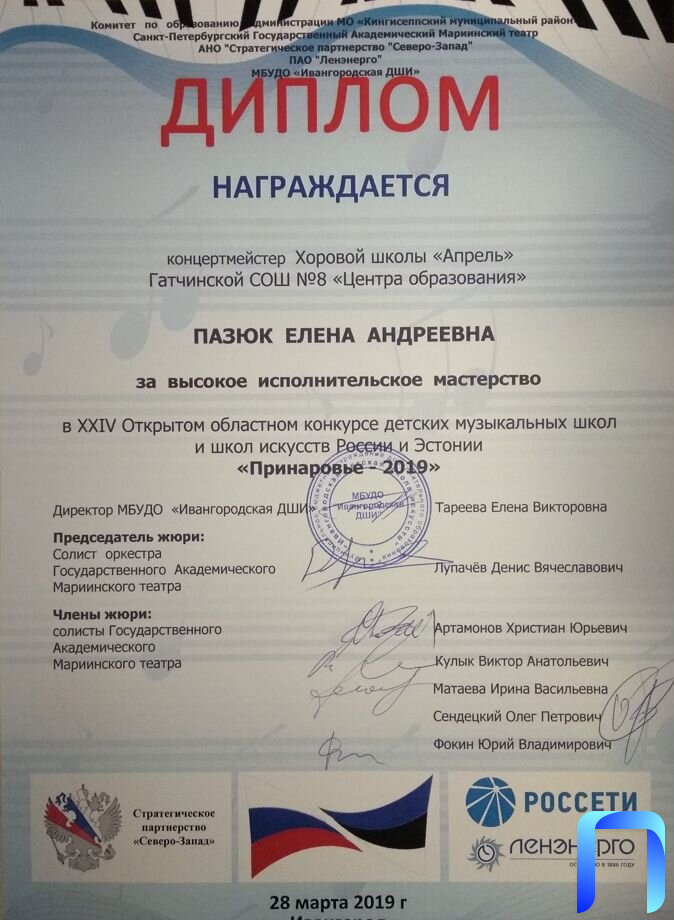 Комитет по образованию администрации МО «Кингисеппский муниципальный район
Санкт-Петербургский Государственный Академический Мариинский театр
АНО "Стратегическое партнерство "Северо-Запад"
ПАО "Ленэнерго"
МБУДО «Ивангородская ДШИ»
ДИПЛОМ
НАГРАЖДАЕТСЯ
концертмейстер Хоровой школы «Апрель»
Гатчинской СОШ №8 «Центра образования»
ПАЗЮК ЕЛЕНА АНДРЕЕВНА
за высокое исполнительское мастерство
в XXIV Открытом областном конкурсе детских музыкальных школ
и школ искусств России и Эстонии
«Принаровье - 2019»
МБУДО
Ивангородская
ДШИ
Директор МБУДО «Ивангородская ДШИ» Тареева Елена Викторовна
Председатель жюри:
Солист оркестра
Государственного Академического Лупачёв Денис Вячеславович
Мариинского театра
Члены жюри:
солисты Государственного Артамонов Христиан Юрьевич
Академического
Мариинского театра Кулык Виктор Анатольевич
Матаева Ирина Васильевна
Сендецкий Олег Петрович
Фокин Юрий Владимирович
Стратегическое
партнерство
«Северо-Запад»
РОССЕТИ
ЛЕНЭНЕРГО
28 марта 2019 г
Ивангород